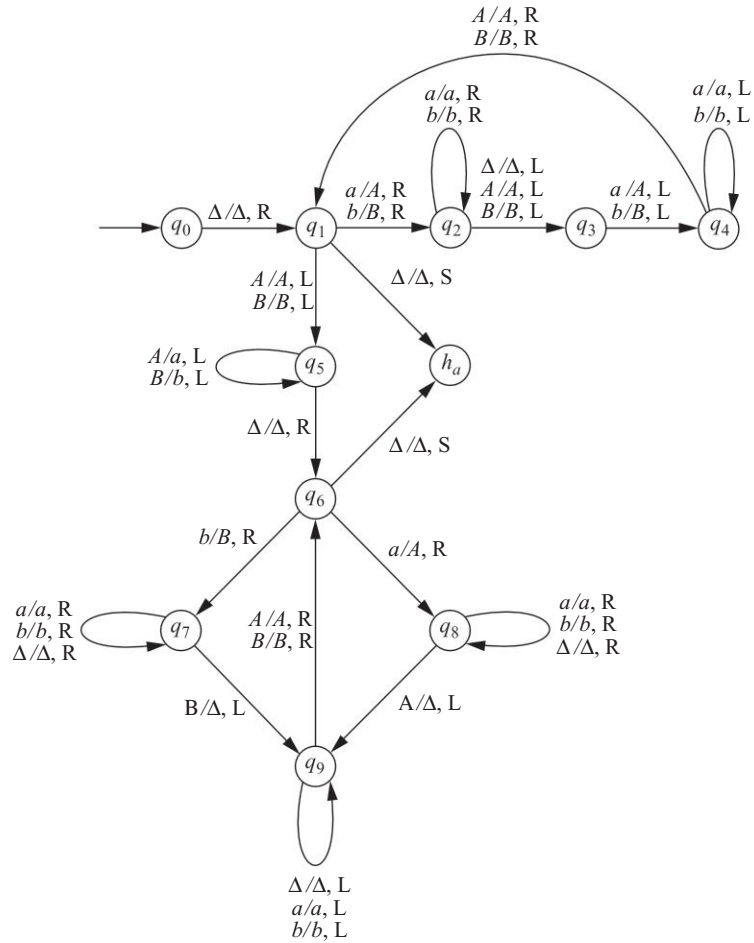 A/A, R
B/B, R
a/a, R
b/b, R
a/a, L
b/b, L
Δ/Δ, R
a/A, R
b/B, R
Δ/Δ, L
A/A, L
B/B, L
a/A, L
b/B, L
q0
q1
q2
q3
q4
A/A, L
B/B, L
Δ/Δ, S
A/a, L
B/b, L
q5
ha
Δ/Δ, R
Δ/Δ, S
q6
b/B, R
a/A, R
a/a, R
b/b, R
Δ/Δ, R
q7
A/A, R
B/B, R
q8
a/a, R
b/b, R
Δ/Δ, R
B/Δ, L
A/Δ, L
q9
Δ/Δ, L
a/a, L
b/b, L